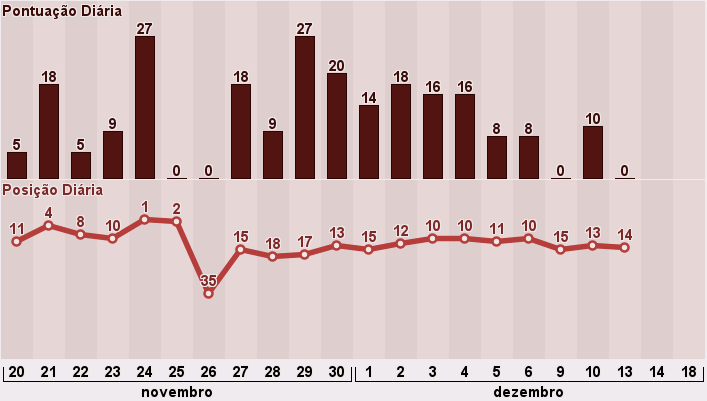 Pontuação Diária
5 18 5 9 27 0 0 18 9 27 20 14 18 16 16 8 8 0 10 0
Posição Diária
11 4 8 10 1 2 35 15 18 17 13 15 12 10 10 11 10 15 13 14
20 21 22 23 24 25 26 27 28 29 30 1 2 3 4 5 6 9 10 13 14 18
novembro dezembro